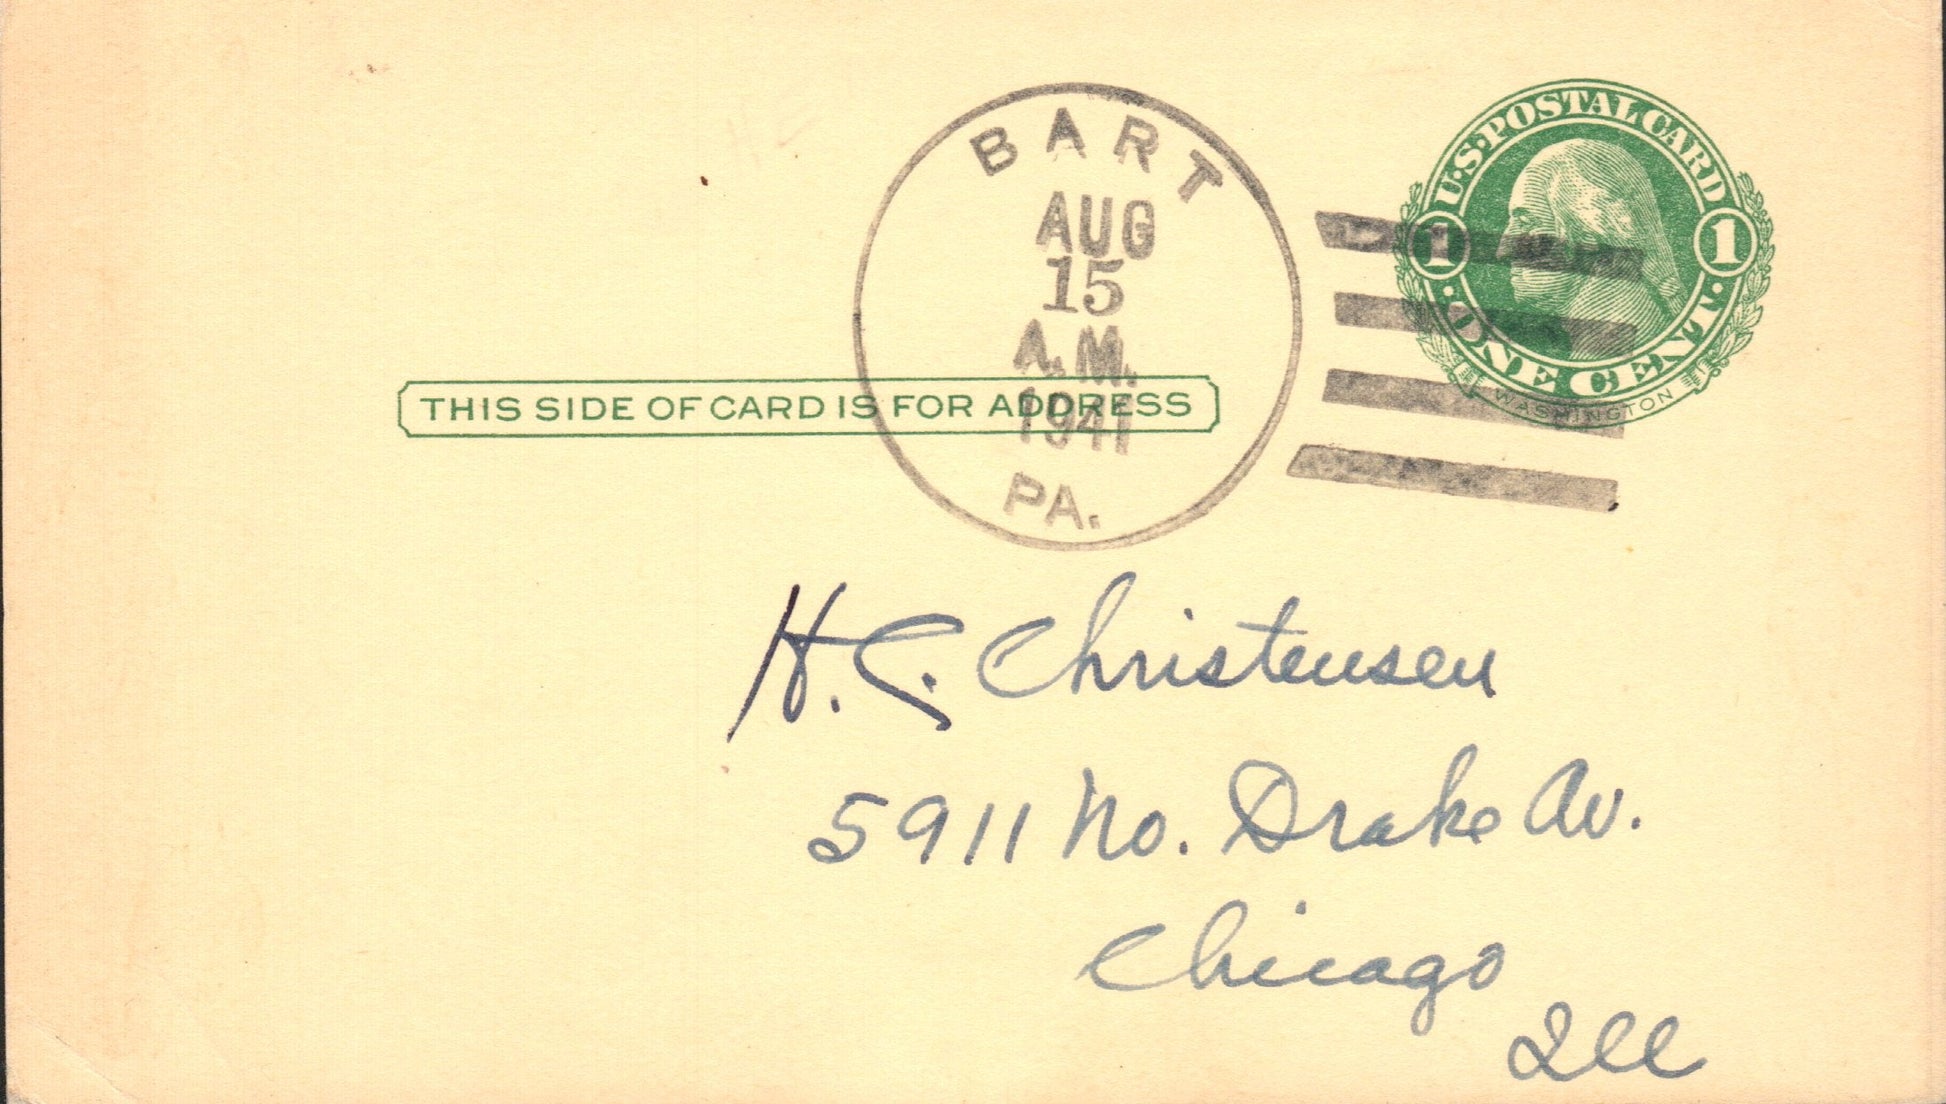 BART
AUG
15
A.M.
1941
PA.
U.S. POSTAL CARD
1 1
· ONE CENT ·
WASHINGTON
THIS SIDE OF CARD IS FOR ADDRESS
H. C. Christensen
5911 No. Drake Av.
Chicago
Ill